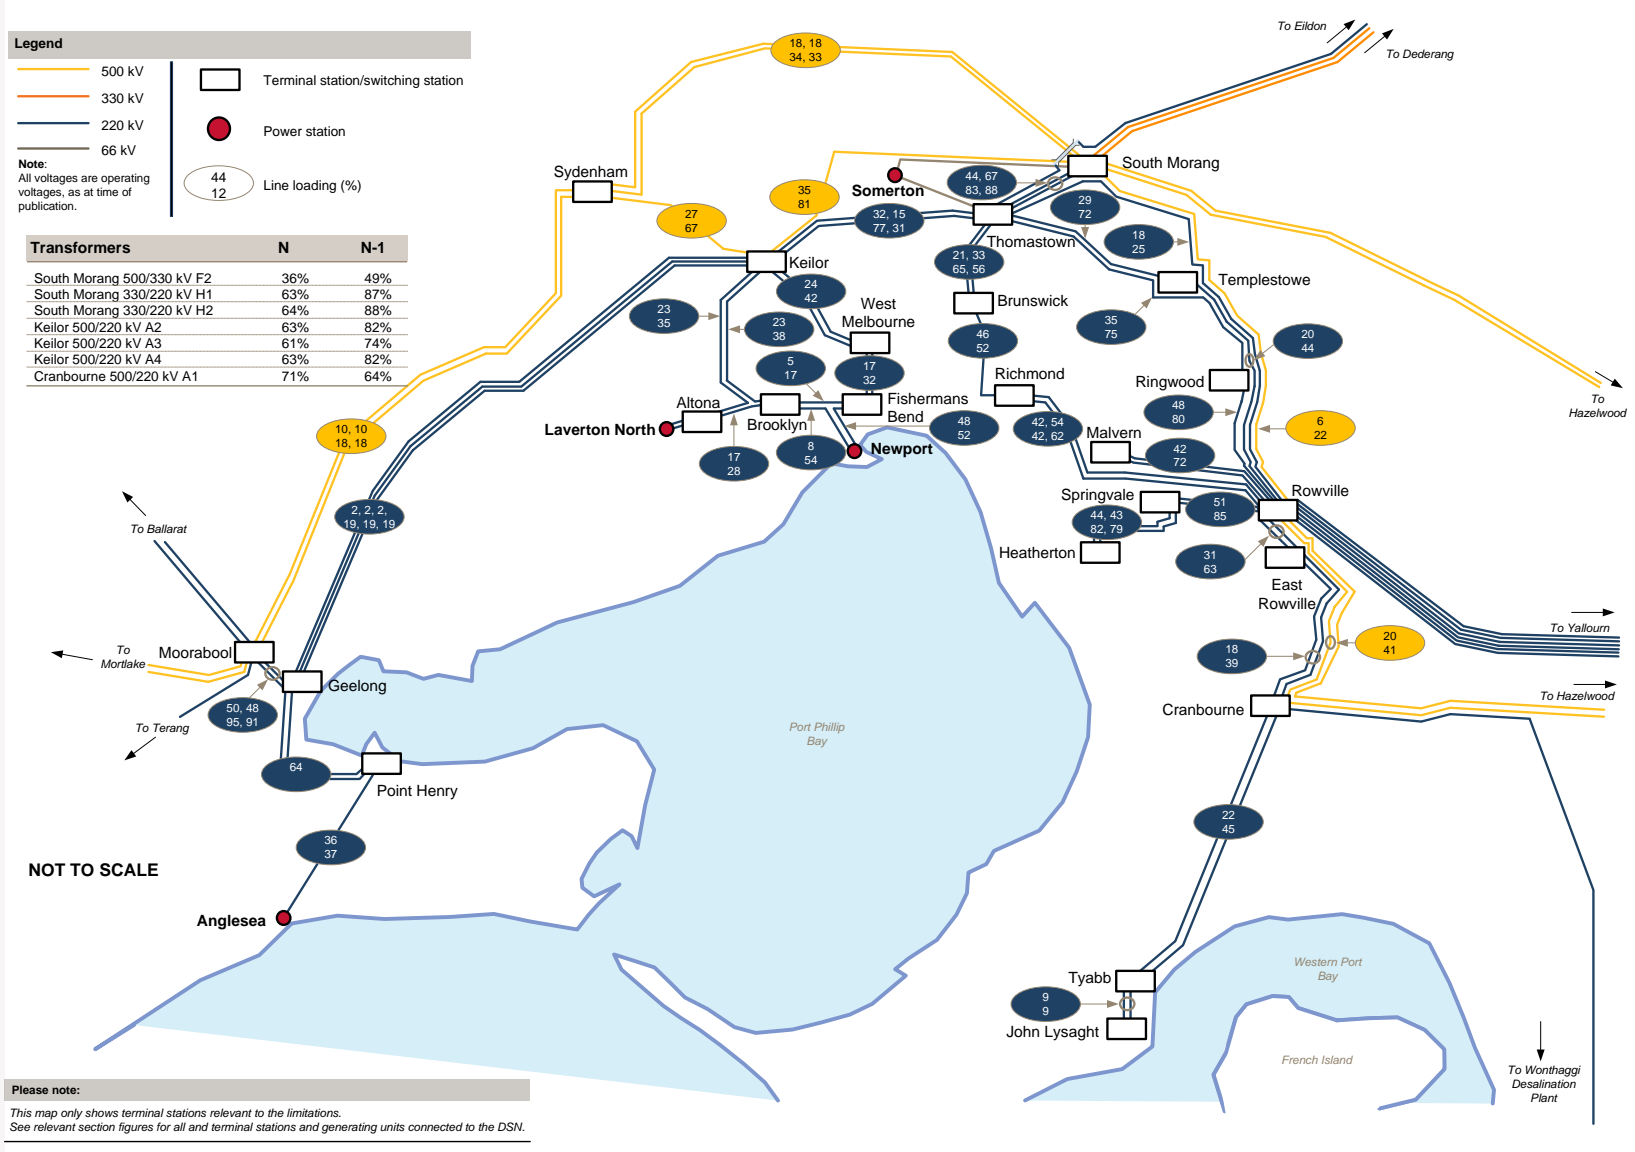 Legend
500 kV
330 kV
220 kV
66 kV
Note:
All voltages are operating
voltages, as at time of
publication.
Terminal station/switching station
Power station
44
12
Line loading (%)
Transformers N N-1
South Morang 500/330 kV F2 36% 49%
South Morang 330/220 kV H1 63% 87%
South Morang 330/220 kV H2 64% 88%
Keilor 500/220 kV A2 63% 82%
Keilor 500/220 kV A3 61% 74%
Keilor 500/220 kV A4 63% 82%
Cranbourne 500/220 kV A1 71% 64%
To Eildon
To Dederang
18, 18
34, 33
South Morang
Sydenham
Somerton
44, 67
83, 88
35
81
27
67
32, 15
77, 31
29
72
Thomastown
18
25
Keilor
21, 33
65, 56
Templestowe
24
42
Brunswick
West
Melbourne
23
35
23
38
35
75
46
52
20
44
5
17
17
32
Richmond
Ringwood
To
Hazelwood
Altona
Fishermans
Bend
Brooklyn
48
80
Laverton North
48
52
42, 54
42, 62
6
22
10, 10
18, 18
Malvern
Newport
8
54
17
28
42
72
Rowville
Springvale
51
85
2, 2, 2,
19, 19, 19
44, 43
82, 79
To Ballarat
Heatherton
31
63
East
Rowville
To Yallourn
20
41
To
Mortlake
Moorabool
18
39
Geelong
To Hazelwood
50, 48
95, 91
Cranbourne
To Terang
Port Phillip
Bay
64
Point Henry
22
45
36
37
NOT TO SCALE
Anglesea
Western Port
Bay
Tyabb
9
9
John Lysaght
French Island
To Wonthaggi
Desalination
Plant
Please note:
This map only shows terminal stations relevant to the limitations.
See relevant section figures for all and terminal stations and generating units connected to the DSN.